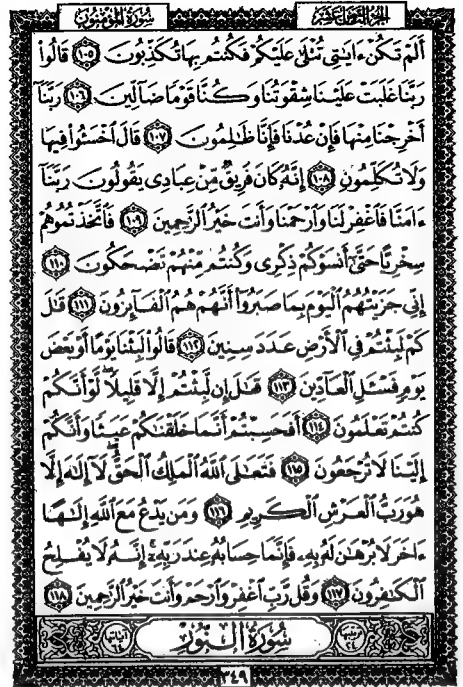 الجزء الثامن عشر سورة المؤمنون
أَلَمْ تَكُنْ ءَايَٰتِى تُتْلَىٰ عَلَيْكُمْ فَكُنتُم بِهَا تُكَذِّبُونَ ١٠٥ قَالُوا۟
رَبَّنَا غَلَبَتْ عَلَيْنَا شِقْوَتُنَا وَكُنَّا قَوْمًا ضَآلِّينَ ١٠٦ رَبَّنَآ
أَخْرِجْنَا مِنْهَا فَإِنْ عُدْنَا فَإِنَّا ظَٰلِمُونَ ١٠٧ قَالَ ٱخْسَـُٔوا۟ فِيهَا
وَلَا تُكَلِّمُونِ ١٠٨ إِنَّهُۥ كَانَ فَرِيقٌ مِّنْ عِبَادِى يَقُولُونَ رَبَّنَآ
ءَامَنَّا فَٱغْفِرْ لَنَا وَٱرْحَمْنَا وَأَنتَ خَيْرُ ٱلرَّٰحِمِينَ ١٠٩ فَٱتَّخَذْتُمُوهُمْ
سِخْرِيًّا حَتَّىٰٓ أَنسَوْكُمْ ذِكْرِى وَكُنتُم مِّنْهُمْ تَضْحَكُونَ ١١٠
إِنِّى جَزَيْتُهُمُ ٱلْيَوْمَ بِمَا صَبَرُوٓا۟ أَنَّهُمْ هُمُ ٱلْفَآئِزُونَ ١١١ قَٰلَ
كَمْ لَبِثْتُمْ فِى ٱلْأَرْضِ عَدَدَ سِنِينَ ١١٢ قَالُوا۟ لَبِثْنَا يَوْمًا أَوْ بَعْضَ
يَوْمٍ فَسْـَٔلِ ٱلْعَآدِّينَ ١١٣ قَٰلَ إِن لَّبِثْتُمْ إِلَّا قَلِيلًا ۖ لَّوْ أَنَّكُمْ
كُنتُمْ تَعْلَمُونَ ١١٤ أَفَحَسِبْتُمْ أَنَّمَا خَلَقْنَٰكُمْ عَبَثًا وَأَنَّكُمْ
إِلَيْنَا لَا تُرْجَعُونَ ١١٥ فَتَعَٰلَى ٱللَّهُ ٱلْمَلِكُ ٱلْحَقُّ ۖ لَآ إِلَٰهَ إِلَّا
هُوَ رَبُّ ٱلْعَرْشِ ٱلْكَرِيمِ ١١٦ وَمَن يَدْعُ مَعَ ٱللَّهِ إِلَٰهًا
ءَاخَرَ لَا بُرْهَٰنَ لَهُۥ بِهِۦ فَإِنَّمَا حِسَابُهُۥ عِندَ رَبِّهِۦٓ ۚ إِنَّهُۥ لَا يُفْلِحُ
ٱلْكَٰفِرُونَ ١١٧ وَقُل رَّبِّ ٱغْفِرْ وَٱرْحَمْ وَأَنتَ خَيْرُ ٱلرَّٰحِمِينَ ١١٨
ترتيبها ٢٤ سُورَةُ النُّورِ آياتها ٦٤
٣٤٩